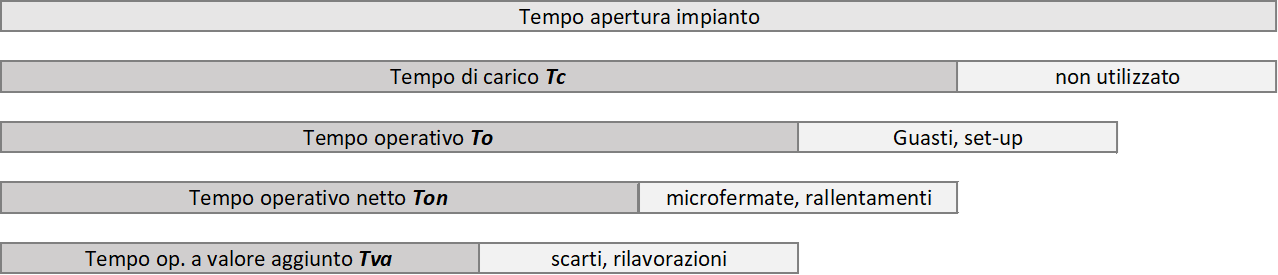 Tempo apertura impianto
Tempo di carico Tc non utilizzato
Tempo operativo To Guasti, set-up
Tempo operativo netto Ton microfermate, rallentamenti
Tempo op. a valore aggiunto Tva scarti, rilavorazioni